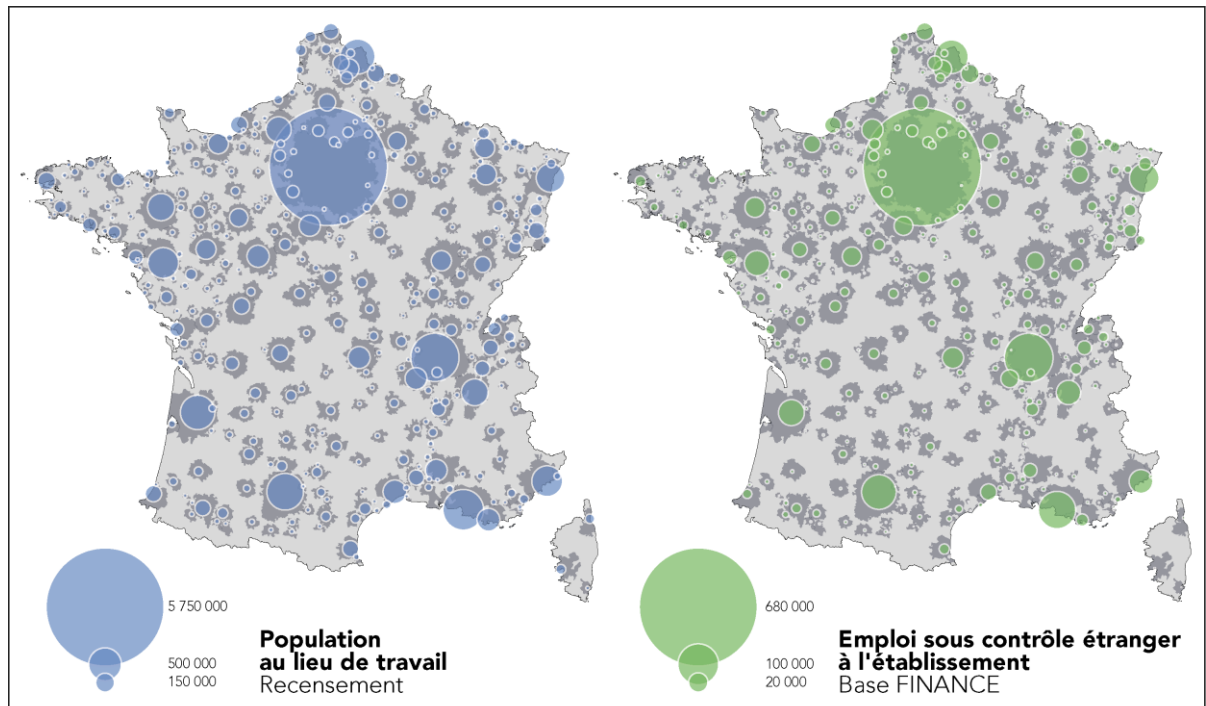 5 750 000
500 000
150 000
Population
au lieu de travail
Recensement
680 000
100 000
20 000
Emploi sous contrôle étranger
à l'établissement
Base FINANCE